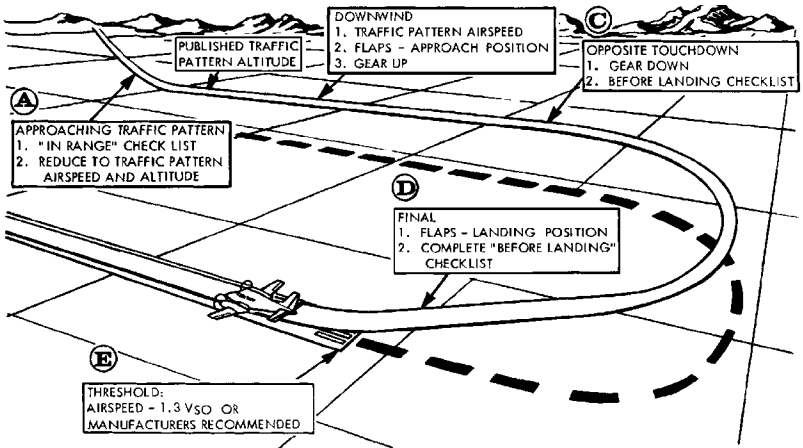 DOWNWIND
1. TRAFFIC PATTERN AIRSPEED
2. FLAPS - APPROACH POSITION
3. GEAR UP
PUBLISHED TRAFFIC
PATTERN ALTITUDE
C
OPPOSITE TOUCHDOWN
1. GEAR DOWN
2. BEFORE LANDING CHECKLIST
A
APPROACHING TRAFFIC PATTERN
1. "IN RANGE" CHECK LIST
2. REDUCE TO TRAFFIC PATTERN
AIRSPEED AND ALTITUDE
D
FINAL
1. FLAPS - LANDING POSITION
2. COMPLETE "BEFORE LANDING"
CHECKLIST
E
THRESHOLD:
AIRSPEED - 1.3 VSO OR
MANUFACTURERS RECOMMENDED